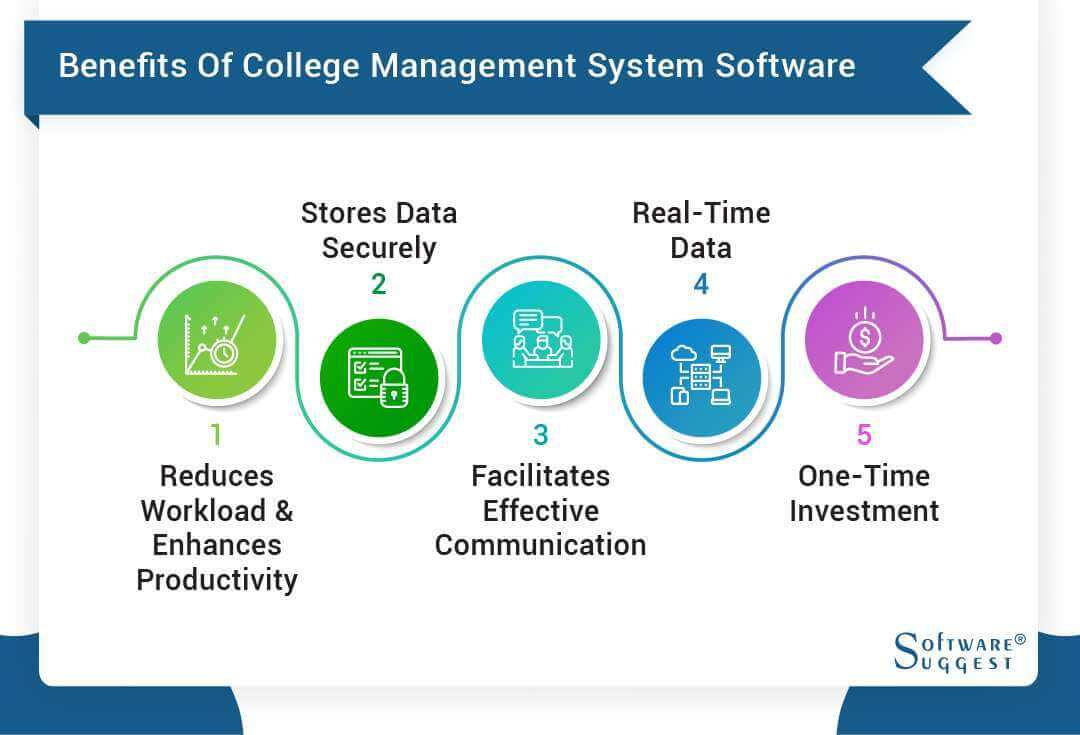 Benefits Of College Management System Software
1
Reduces
Workload &
Enhances
Productivity
Stores Data
Securely
2
3
Facilitates
Effective
Communication
Real-Time
Data
4
$
5
One-Time
Investment
Software®
Suggest